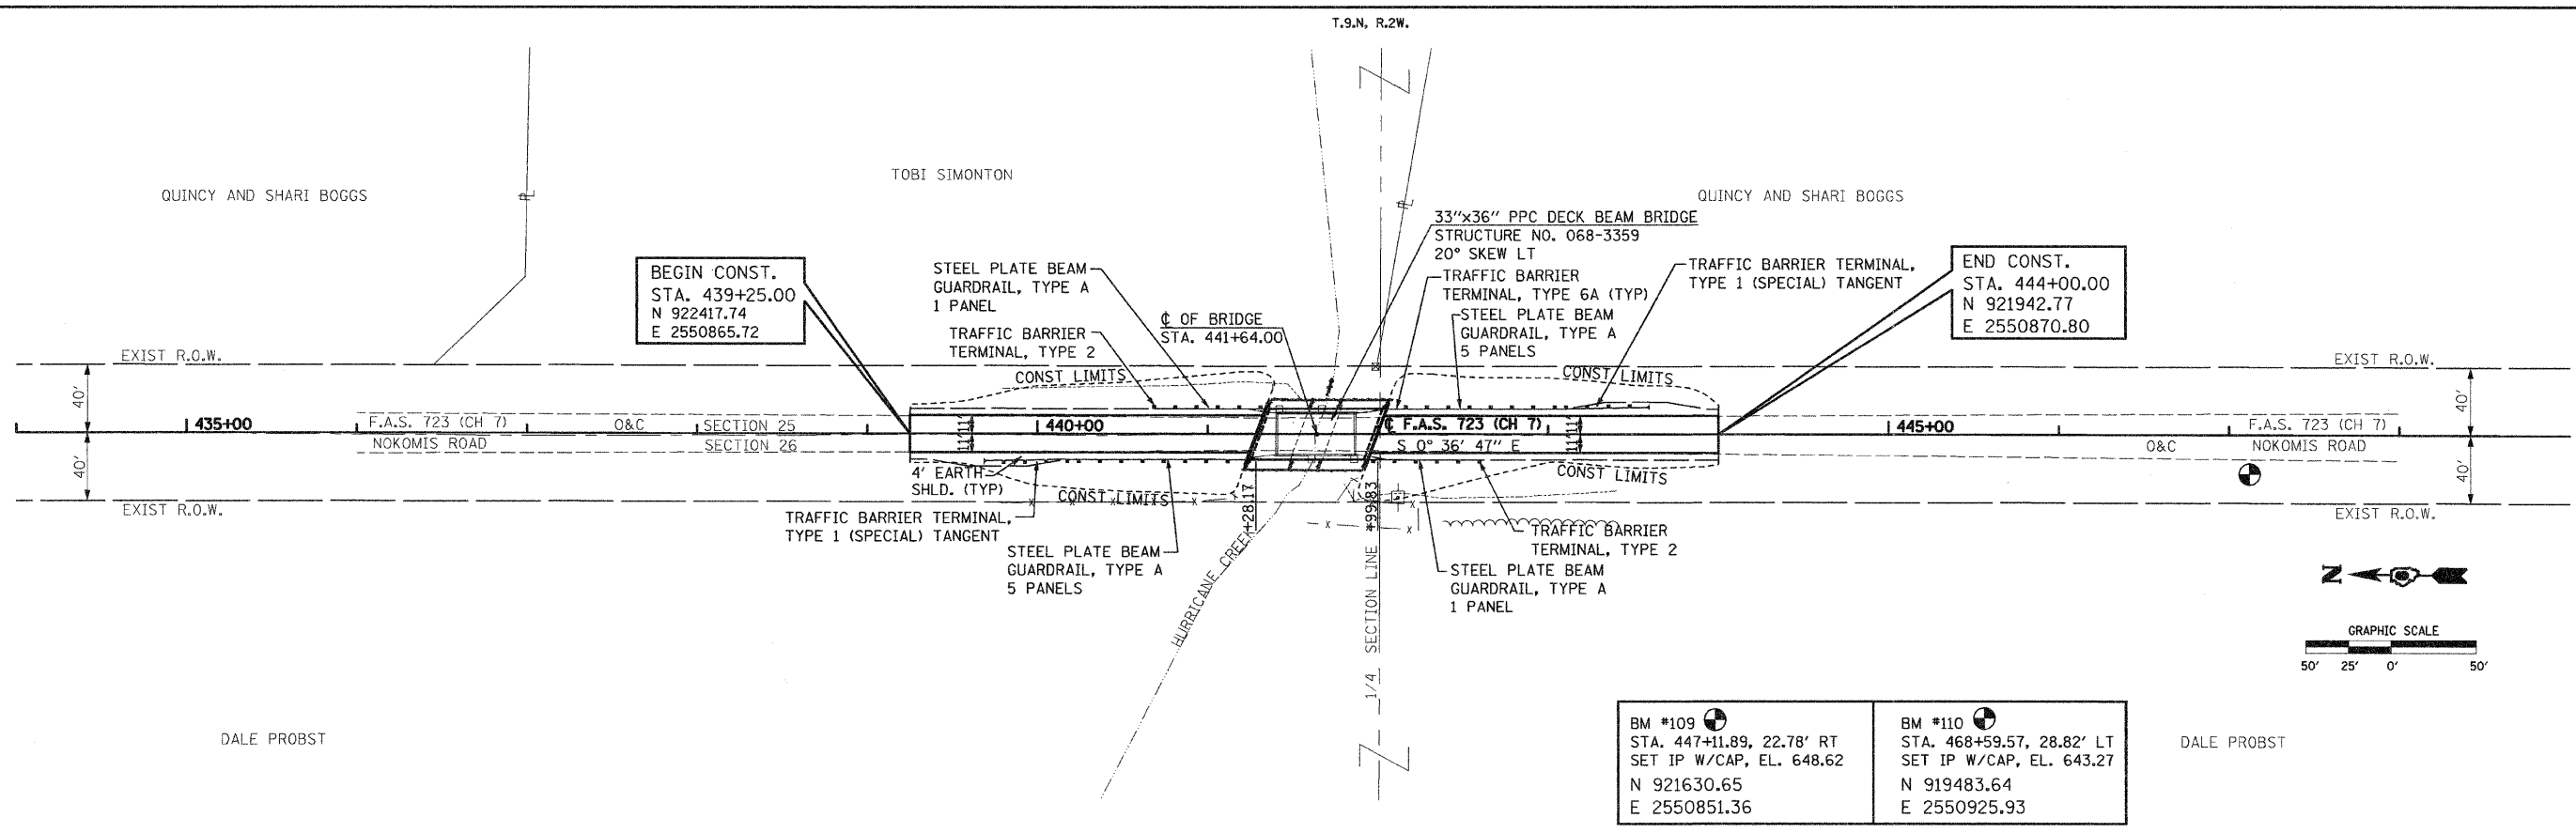 T.9.N, R.2W.
QUINCY AND SHARI BOGGS
TOBI SIMONTON
QUINCY AND SHARI BOGGS
33"x36" PPC DECK BEAM BRIDGE
STRUCTURE NO. 068-3359
20° SKEW LT
BEGIN CONST.
STA. 439+25.00
N 922417.74
E 2550865.72
STEEL PLATE BEAM
GUARDRAIL, TYPE A
1 PANEL
TRAFFIC BARRIER
TERMINAL, TYPE 2
℄ OF BRIDGE
STA. 441+64.00
TRAFFIC BARRIER
TERMINAL, TYPE 6A (TYP)
STEEL PLATE BEAM
GUARDRAIL, TYPE A
5 PANELS
TRAFFIC BARRIER TERMINAL,
TYPE 1 (SPECIAL) TANGENT
END CONST.
STA. 444+00.00
N 921942.77
E 2550870.80
EXIST R.O.W.
EXIST R.O.W.
CONST LIMITS
CONST LIMITS
40'
40'
435+00
F.A.S. 723 (CH 7)
O&C
SECTION 25
11'
440+00
℄ F.A.S. 723 (CH 7)
11'
445+00
F.A.S. 723 (CH 7)
NOKOMIS ROAD
SECTION 26
11'
S 0° 36' 47" E
11'
O&C
NOKOMIS ROAD
40'
40'
4' EARTH
SHLD. (TYP)
CONST LIMITS
CONST LIMITS
EXIST R.O.W.
EXIST R.O.W.
TRAFFIC BARRIER TERMINAL,
TYPE 1 (SPECIAL) TANGENT
STEEL PLATE BEAM
GUARDRAIL, TYPE A
5 PANELS
HURRICANE CREEK
+28.17
+99.83
1/4 SECTION LINE
TRAFFIC BARRIER
TERMINAL, TYPE 2
STEEL PLATE BEAM
GUARDRAIL, TYPE A
1 PANEL
N
GRAPHIC SCALE
50' 25' 0' 50'
DALE PROBST
BM #109
STA. 447+11.89, 22.78' RT
SET IP W/CAP, EL. 648.62
N 921630.65
E 2550851.36
BM #110
STA. 468+59.57, 28.82' LT
SET IP W/CAP, EL. 643.27
N 919483.64
E 2550925.93
DALE PROBST